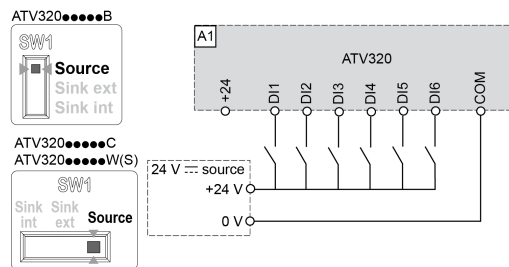 ATV320●●●●●B
SW1
Source
Sink ext
Sink int
ATV320●●●●●C
ATV320●●●●●W(S)
SW1
Sink int
Sink ext
Source
A1
ATV320
+24
DI1
DI2
DI3
DI4
DI5
DI6
COM
24 V ⎓ source
+24 V
0 V